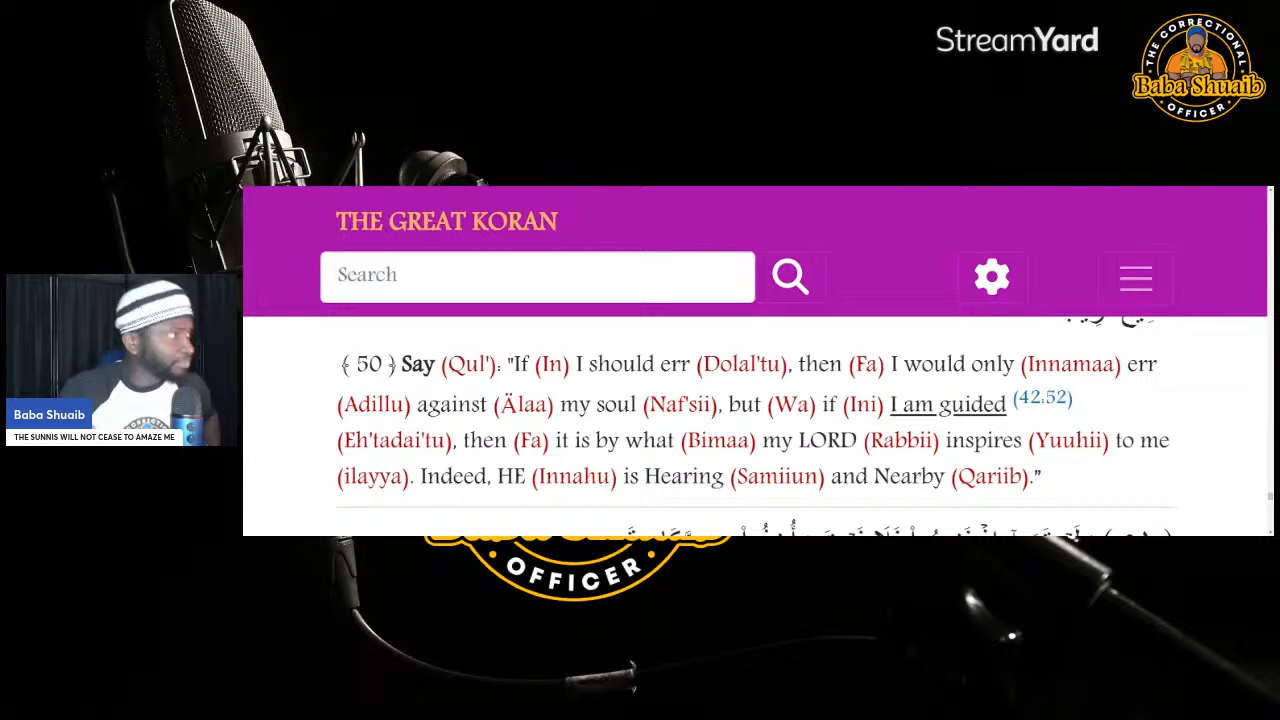 StreamYard
THE CORRECTIONAL
Baba Shuaib
OFFICER
THE GREAT KORAN
Search
﴾ 50 ﴿ Say (Qul'): "If (In) I should err (Dolal'tu), then (Fa) I would only (Innamaa) err
(Adillu) against (Älaa) my soul (Naf'sii), but (Wa) if (Ini) I am guided (42.52)
(Eh'tadai'tu), then (Fa) it is by what (Bimaa) my LORD (Rabbii) inspires (Yuuhii) to me
(ilayya). Indeed, HE (Innahu) is Hearing (Samiiun) and Nearby (Qariib)."
Baba Shuaib
THE SUNNIS WILL NOT CEASE TO AMAZE ME
OFFICER